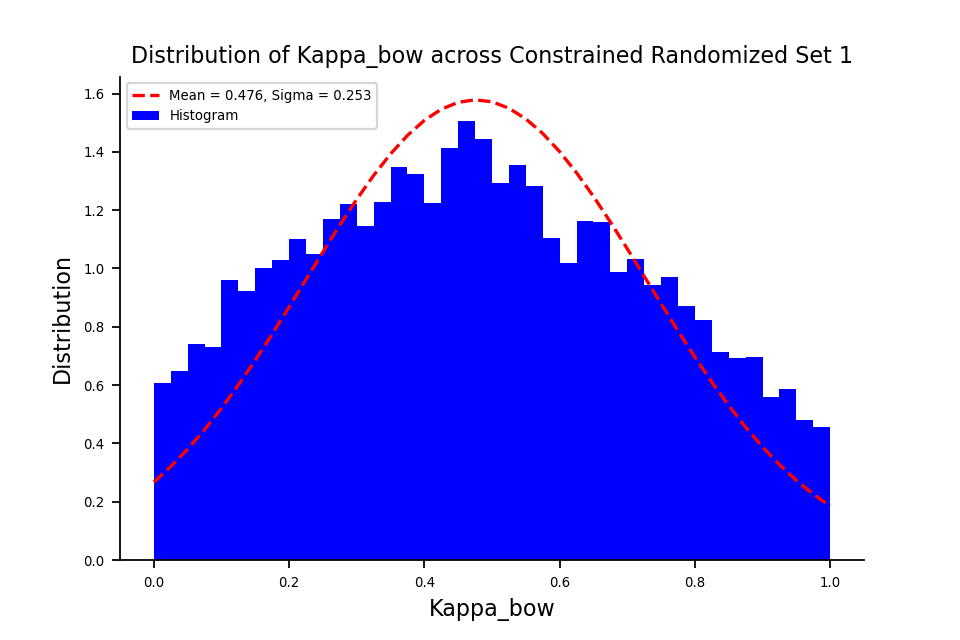 Distribution of Kappa_bow across Constrained Randomized Set 1
Mean = 0.476, Sigma = 0.253
Histogram
Distribution
1.6
1.4
1.2
1.0
0.8
0.6
0.4
0.2
0.0
0.0 0.2 0.4 0.6 0.8 1.0
Kappa_bow